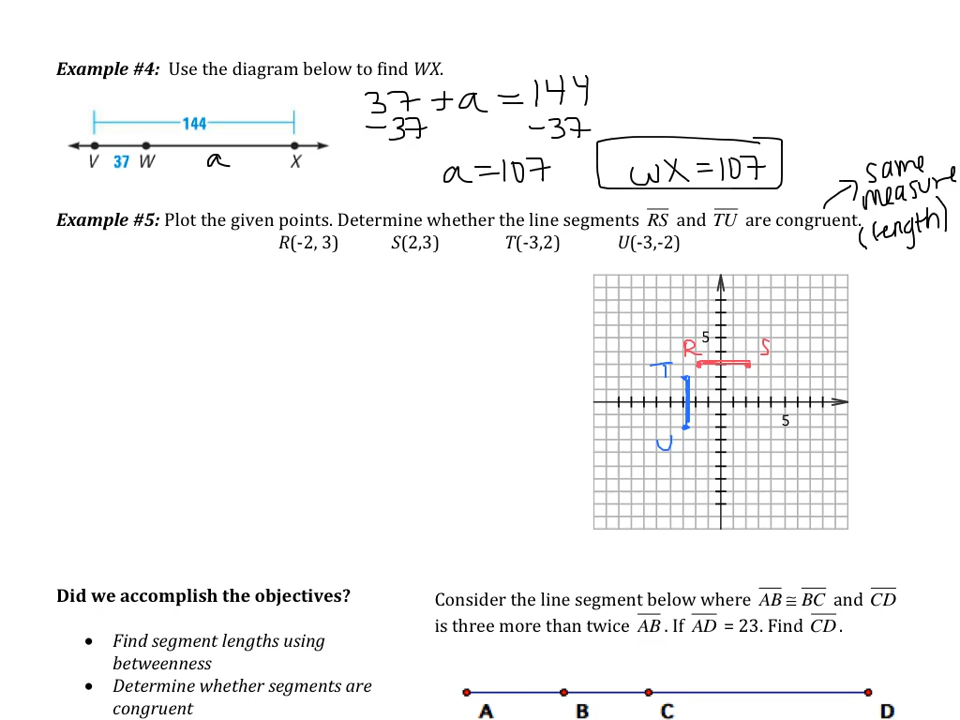 Example #4: Use the diagram below to find WX.
37 + a = 144
-37 -37
144
V 37 W a X
a = 107 WX = 107
same
measure
(length)
Example #5: Plot the given points. Determine whether the line segments RS and TU are congruent.
R(-2, 3) S(2,3) T(-3,2) U(-3,-2)
5
R S
T
5
U
Did we accomplish the objectives?
• Find segment lengths using
betweenness
• Determine whether segments are
congruent
Consider the line segment below where AB ≅ BC and CD
is three more than twice AB. If AD = 23. Find CD.
A B C D